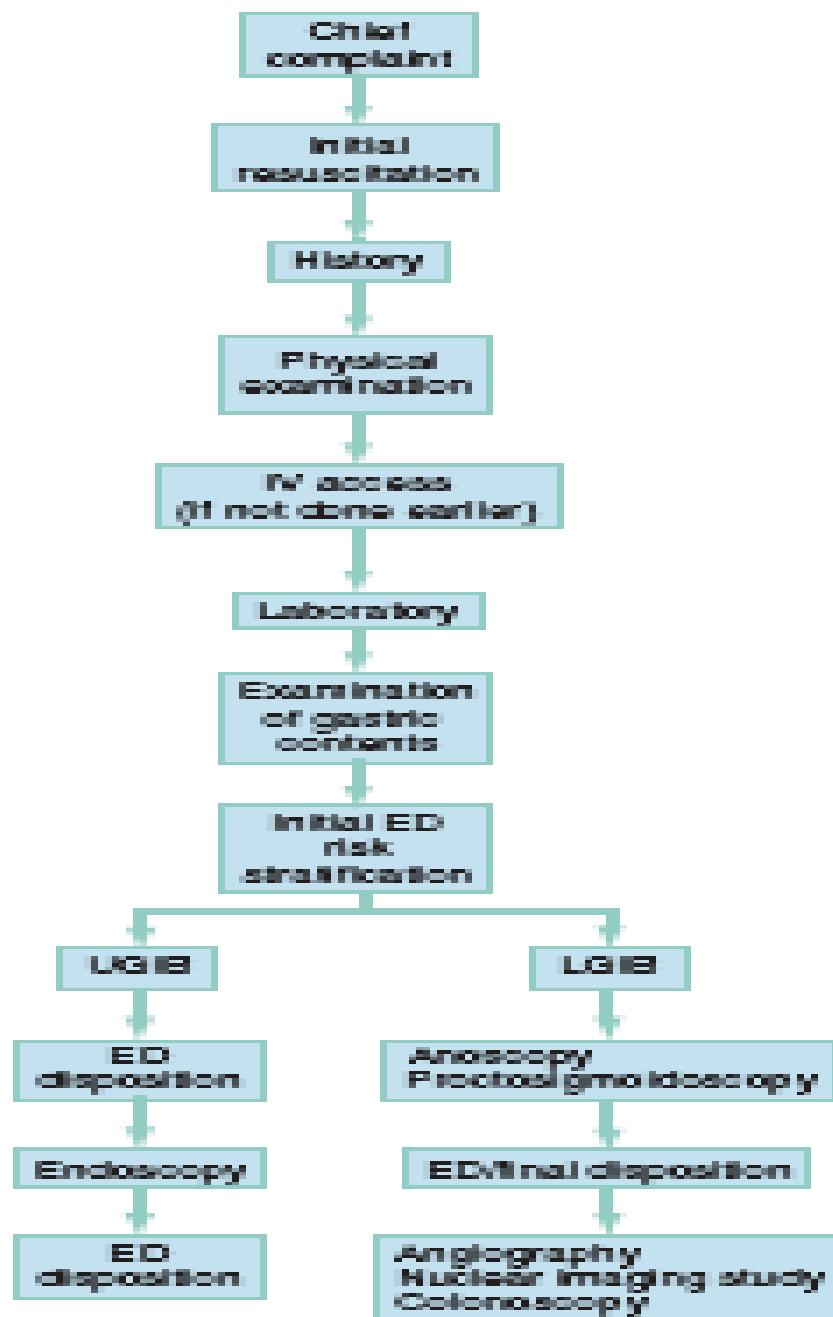 Chief
complaint
Initial
resuscitation
History
Physical
examination
IV access
(if not done earlier)
Laboratory
Examination
of gastric
contents
Initial ED
risk
stratification
UGIB
LGIB
ED
disposition
Anoscopy
Proctosigmoidoscopy
Endoscopy
ED/final disposition
ED
disposition
Angiography
Nuclear imaging study
Colonoscopy